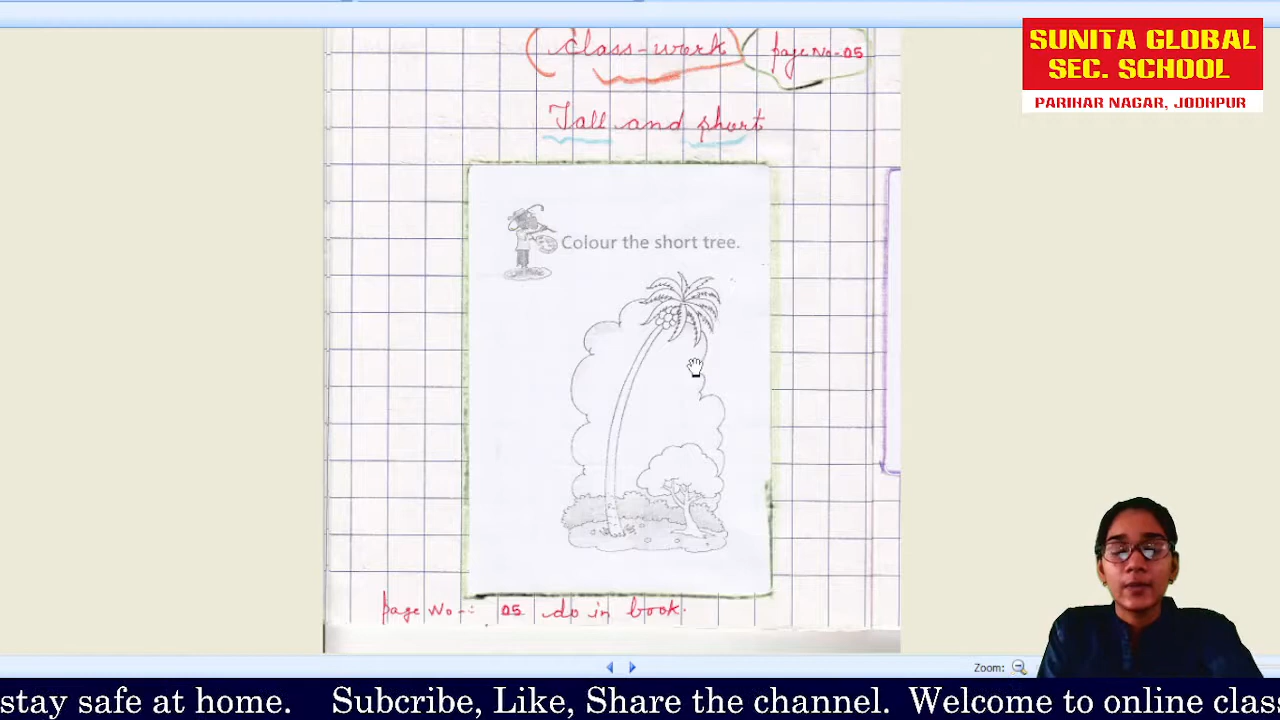 class-work
page No-05
SUNITA GLOBAL
SEC. SCHOOL
PARIHAR NAGAR, JODHPUR
Tall and short
Colour the short tree.
page No-: 05 do in book.
Zoom:
stay safe at home. Subcribe, Like, Share the channel. Welcome to online clas